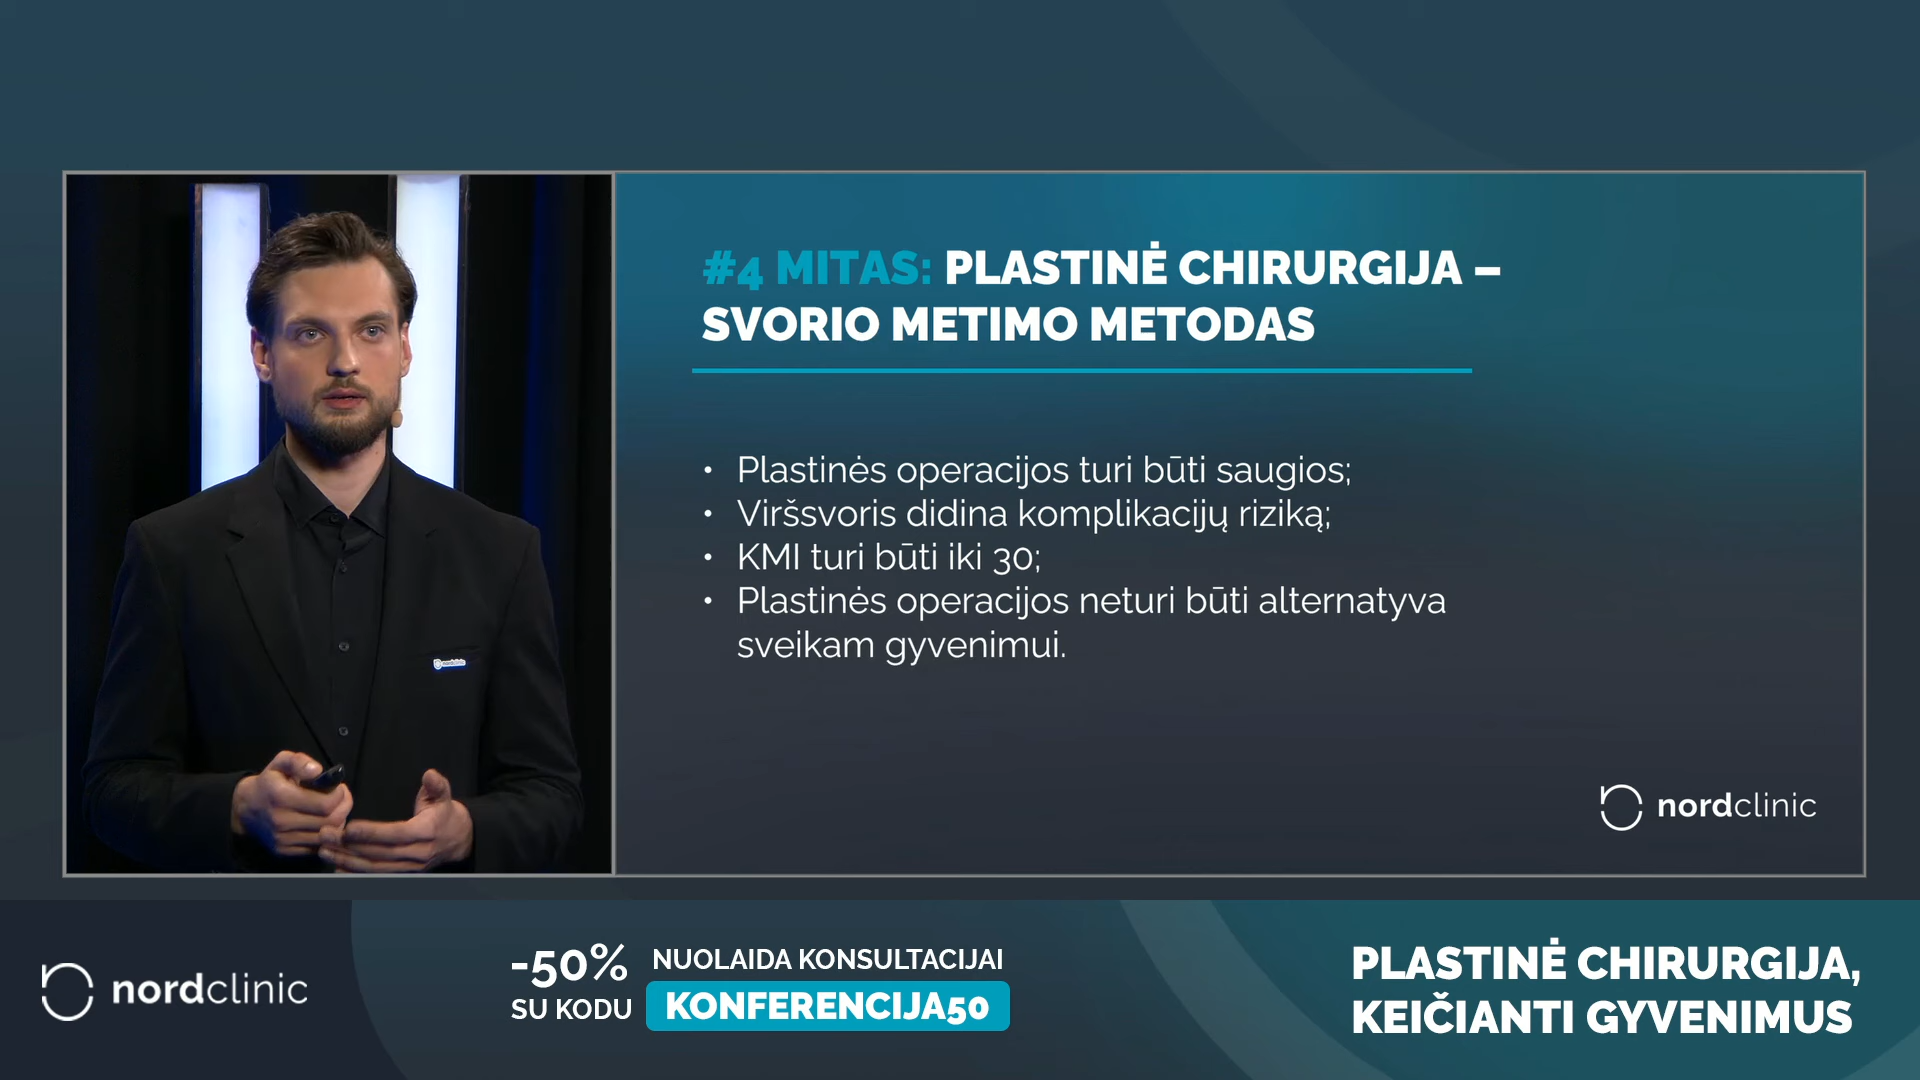 #4 MITAS: PLASTINĖ CHIRURGIJA –
SVORIO METIMO METODAS
• Plastinės operacijos turi būti saugios;
• Viršsvoris didina komplikacijų riziką;
• KMI turi būti iki 30;
• Plastinės operacijos neturi būti alternatyva
sveikam gyvenimui.
nordclinic
nordclinic
nordclinic
-50% NUOLAIDA KONSULTACIJAI
SU KODU KONFERENCIJA50
PLASTINĖ CHIRURGIJA,
KEIČIANTI GYVENIMUS